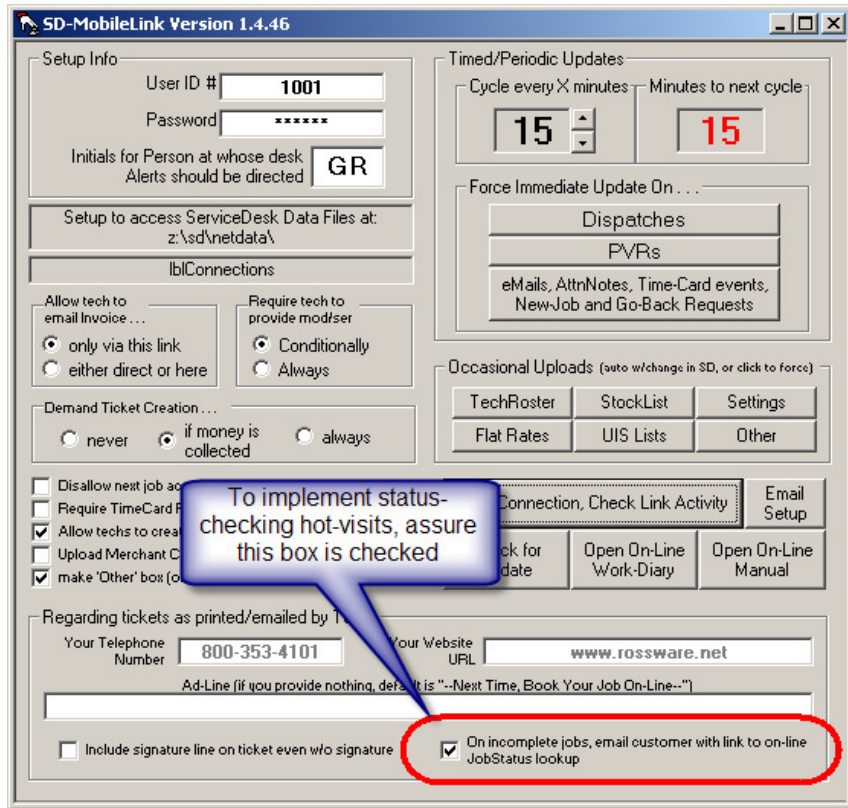 SD-MobileLink Version 1.4.46
Setup Info
User ID #
1001
Password
******
Initials for Person at whose desk
Alerts should be directed
GR
Setup to access ServiceDesk Data Files at:
z:\sd\netdata\
lblConnections
Allow tech to
email Invoice . . .
only via this link
either direct or here
Require tech to
provide mod/ser
Conditionally
Always
Demand Ticket Creation . . .
never
if money is
collected
always
Timed/Periodic Updates
Cycle every X minutes
15
Minutes to next cycle
15
Force Immediate Update On . . .
Dispatches
PVRs
eMails, AttnNotes, Time-Card events,
New-Job and Go-Back Requests
Occasional Uploads (auto w/change in SD, or click to force)
TechRoster
StockList
Settings
Flat Rates
UIS Lists
Other
Disallow next job
Require TimeCard
Allow techs to
Upload Merchant
make 'Other' box
To implement status-
checking hot-visits, assure
this box is checked
Connection, Check Link Activity
Email
Setup
for
Open On-Line
Work-Diary
Open On-Line
Manual
Regarding tickets as printed/emailed by
Your Telephone
Number
800-353-4101
Your Website
URL
www.rossware.net
Ad-Line (if you provide nothing, default is "--Next Time, Book Your Job On-Line--")
Include signature line on ticket even w/o signature
On incomplete jobs, email customer with link to on-line
JobStatus lookup